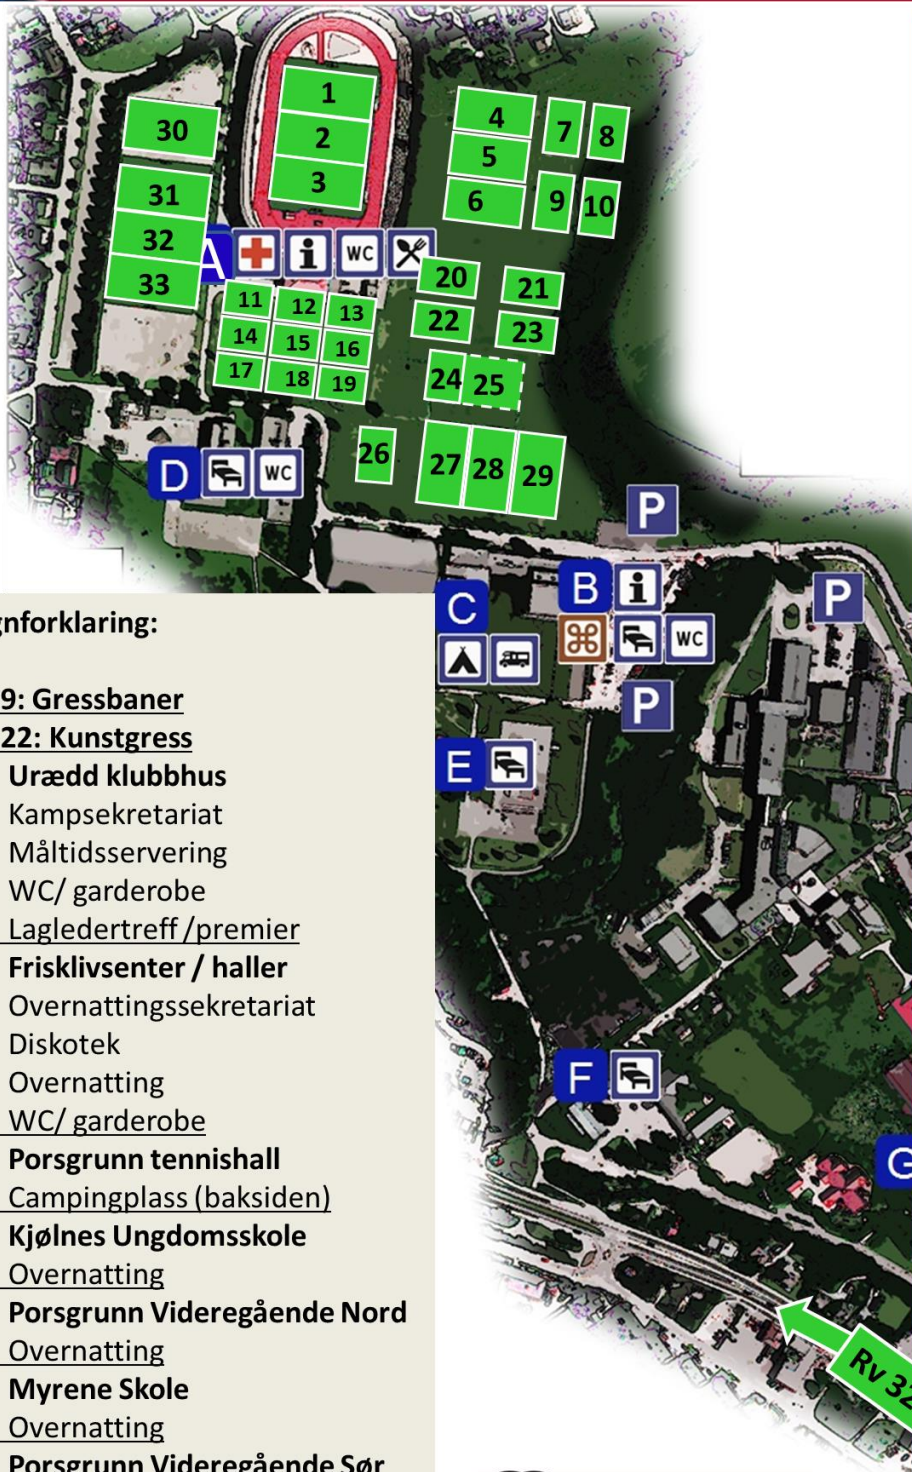 1
2
3
4
5
6
7
8
9
10
30
31
32
33
A
WC
11
12
13
14
15
16
17
18
19
20
21
22
23
24
25
26
27
28
29
D
WC
P
C
B
WC
P
P
E
F
G
Rv 32
gnforklaring:
9: Gressbaner
22: Kunstgress
Urædd klubbhus
Kampsekretariat
Måltidsservering
WC/ garderobe
Lagledertreff /premier
Frisklivsenter / haller
Overnattingssekretariat
Diskotek
Overnatting
WC/ garderobe
Porsgrunn tennishall
Campingplass (baksiden)
Kjølnes Ungdomsskole
Overnatting
Porsgrunn Videregående Nord
Overnatting
Myrene Skole
Overnatting
Porsgrunn Videregående Sør